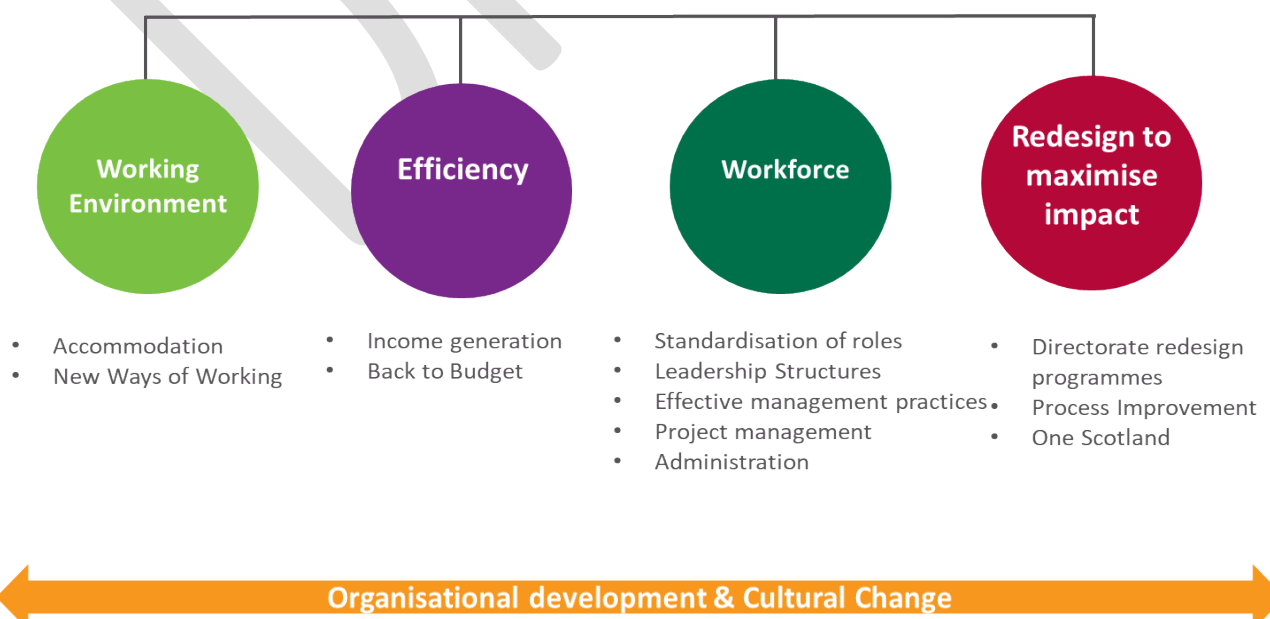 Working
Environment
Efficiency
Workforce
Redesign to
maximise
impact
• Accommodation
• New Ways of Working
• Income generation
• Back to Budget
• Standardisation of roles
• Leadership Structures
• Effective management practices
• Project management
• Administration
• Directorate redesign
programmes
• Process Improvement
• One Scotland
Organisational development & Cultural Change